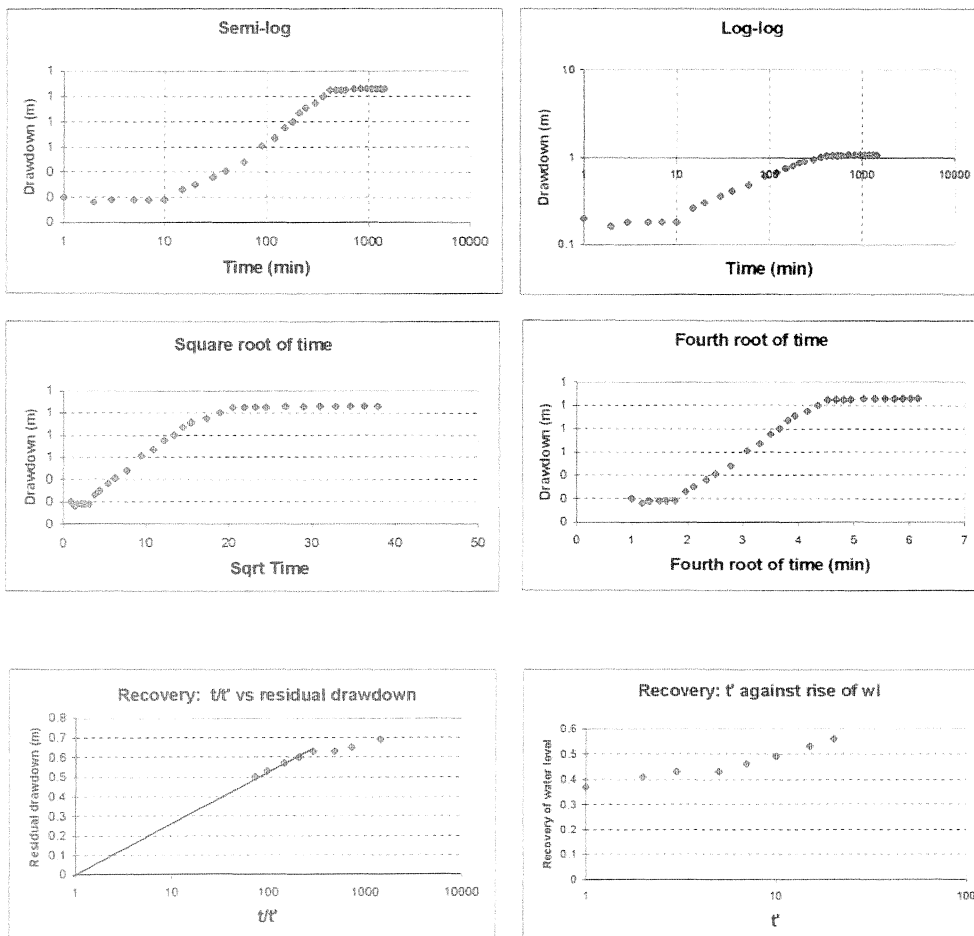 Semi-log
Drawdown (m)
1
1
1
1
0
0
0
1 10 100 1000 10000
Time (min)
Log-log
Drawdown (m)
10
1
0.1
1 10 100 1000 10000
Time (min)
Square root of time
Drawdown (m)
1
1
1
1
0
0
0
0 10 20 30 40 50
Sqrt Time
Fourth root of time
Drawdown (m)
1
1
1
1
0
0
0
0 1 2 3 4 5 6 7
Fourth root of time (min)
Recovery: t/t' vs residual drawdown
Residual drawdown (m)
0.8
0.7
0.6
0.5
0.4
0.3
0.2
0.1
0
1 10 100 1000 10000
t/t'
Recovery: t' against rise of wl
Recovery of water level
0.6
0.5
0.4
0.3
0.2
0.1
0
1 10 100
t'